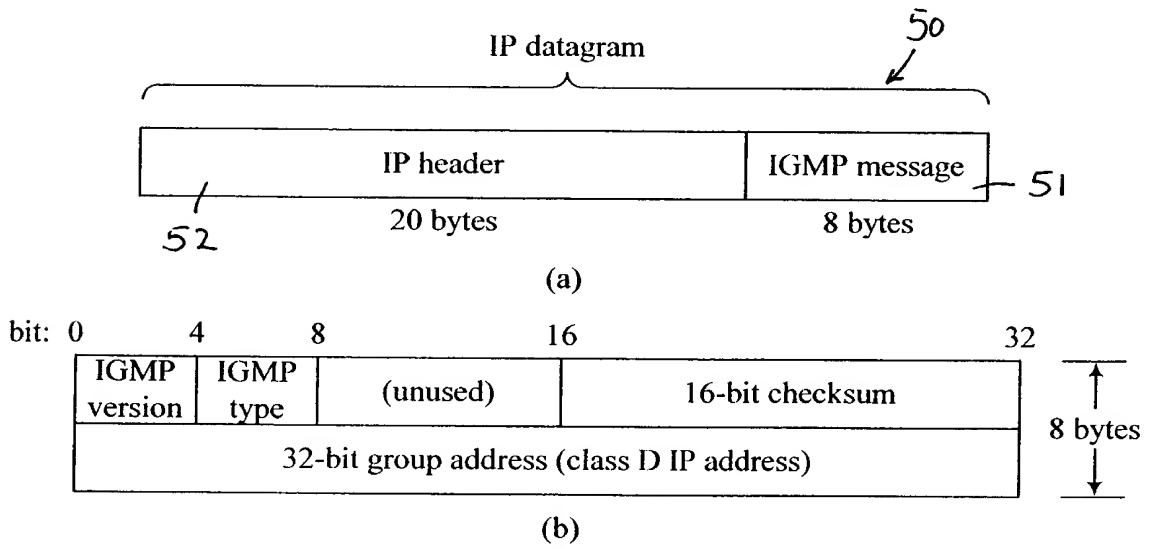 50
IP datagram
IP header
IGMP message
51
52
20 bytes
8 bytes
(a)
bit: 0 4 8 16 32
IGMP version
IGMP type
(unused)
16-bit checksum
8 bytes
32-bit group address (class D IP address)
(b)